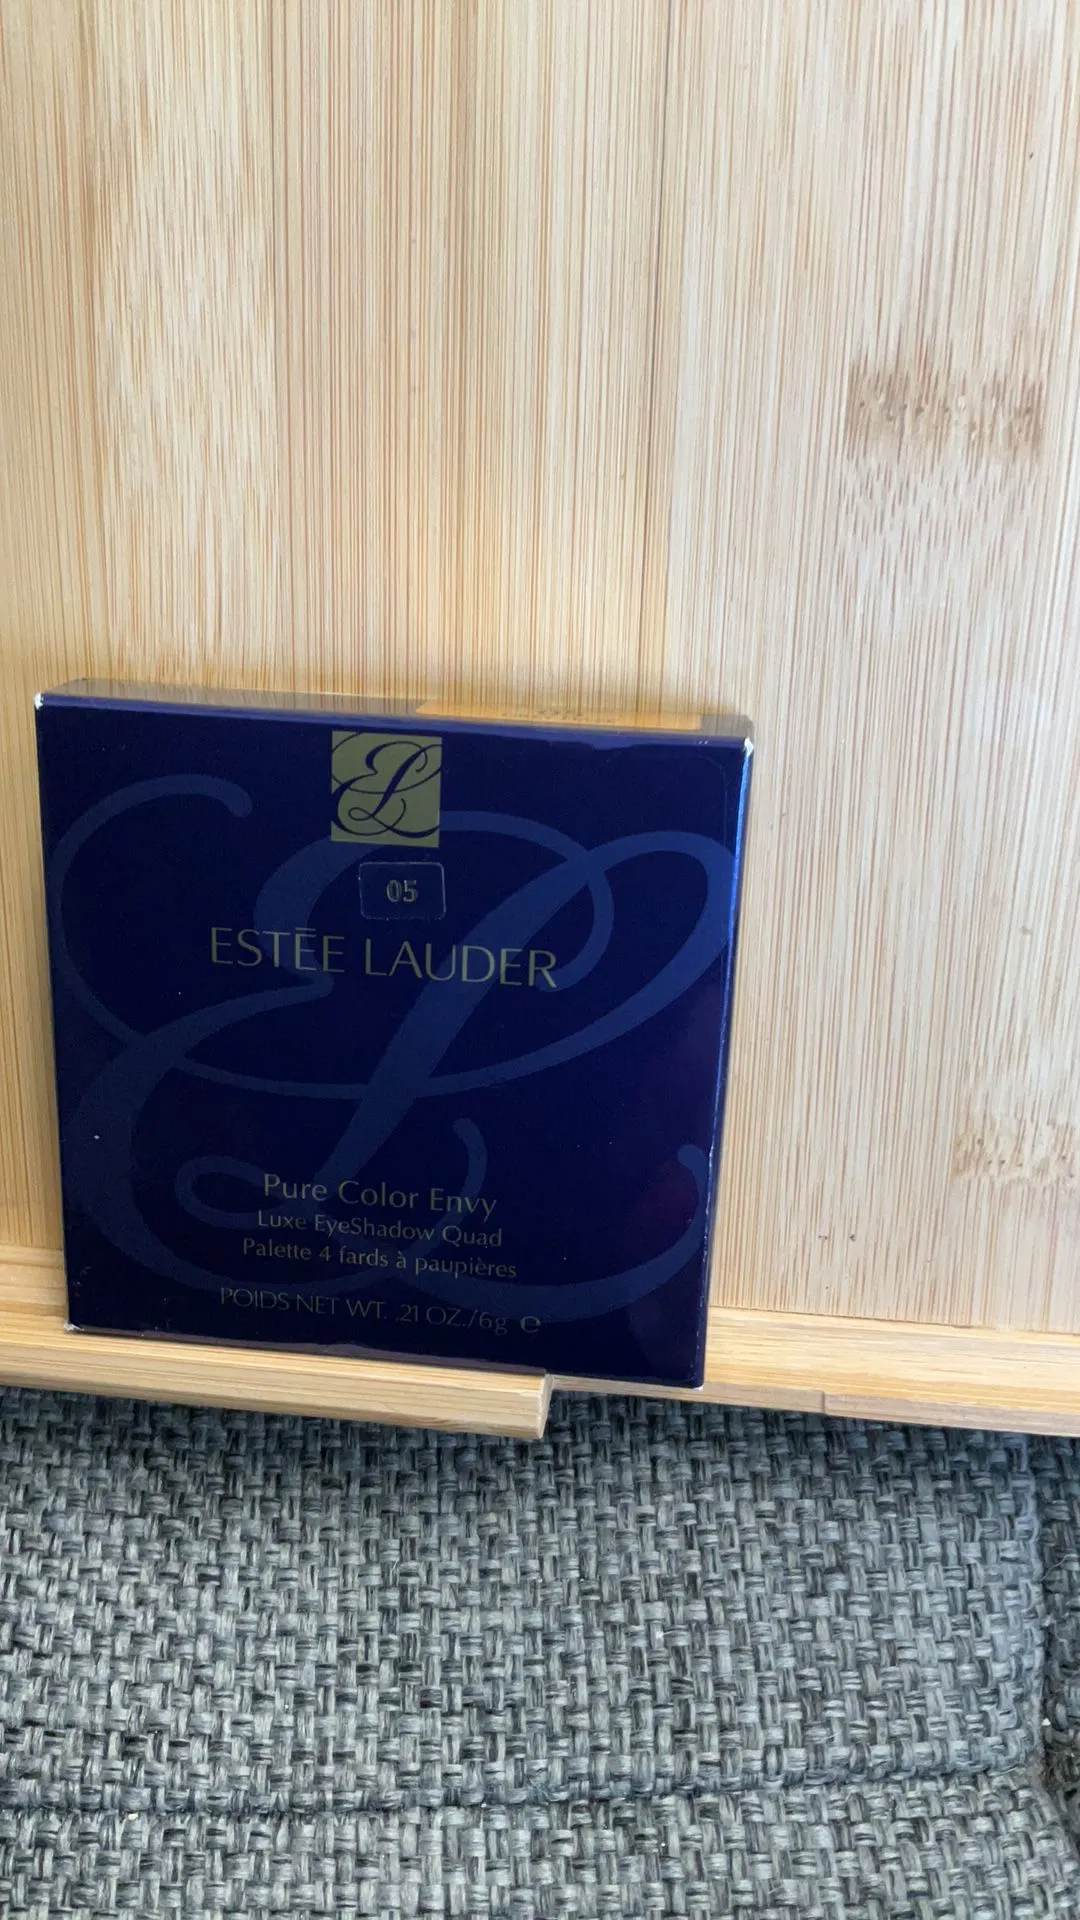 EL
05
ESTĒE LAUDER
Pure Color Envy
Luxe EyeShadow Quad
Palette 4 fards à paupières
POIDS NET WT. .21 OZ./6g ℮